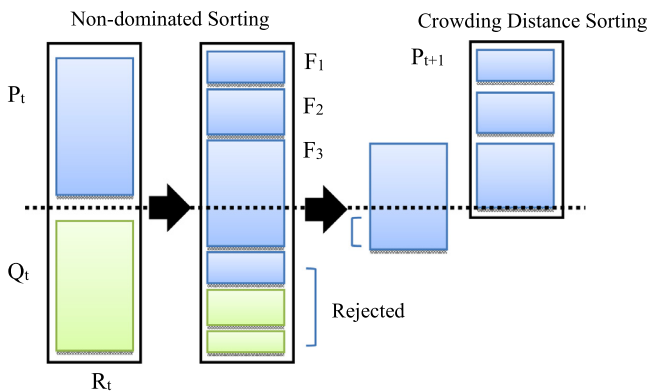 Non-dominated Sorting
Crowding Distance Sorting
Pt
F1
Pt+1
F2
F3
Qt
Rejected
Rt